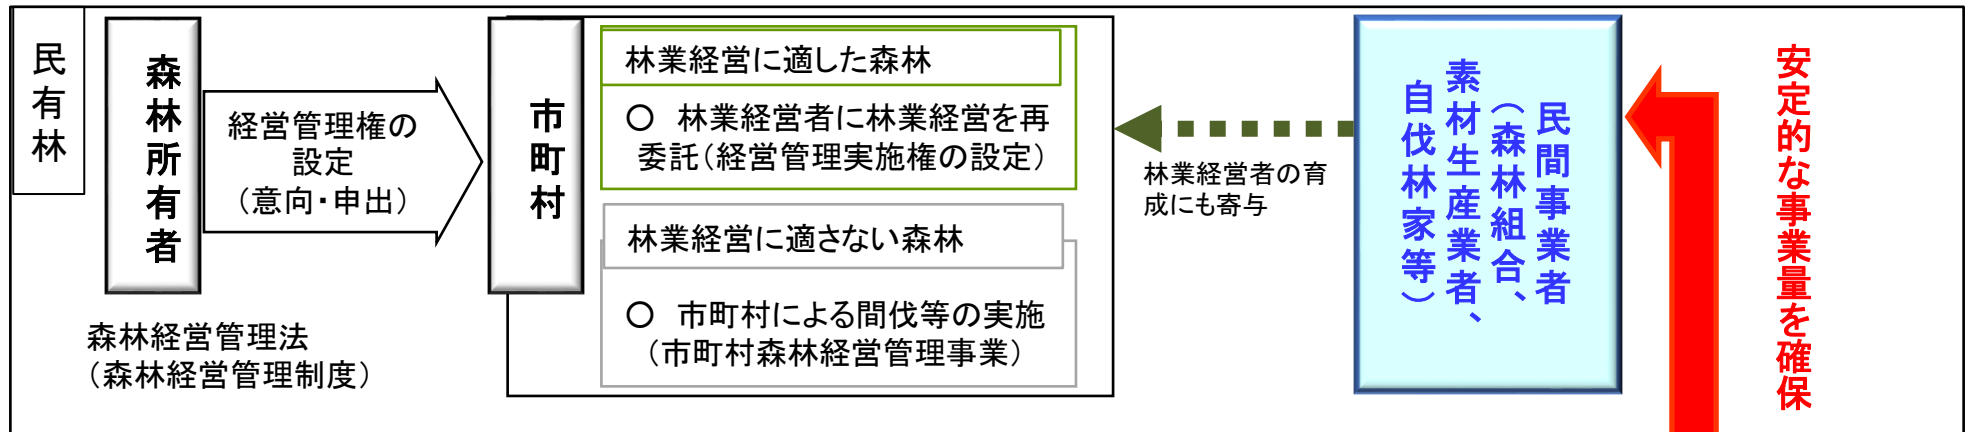 民有林
森林所有者
経営管理権の
設定
（意向・申出）
森林経営管理法
（森林経営管理制度）
市町村
林業経営に適した森林
○　林業経営者に林業経営を再
委託（経営管理実施権の設定）
林業経営に適さない森林
○　市町村による間伐等の実施
（市町村森林経営管理事業）
林業経営者の育
成にも寄与
民間事業者
（森林組合、
素材生産業者、
自伐林家等）
安定的な事業量を確保